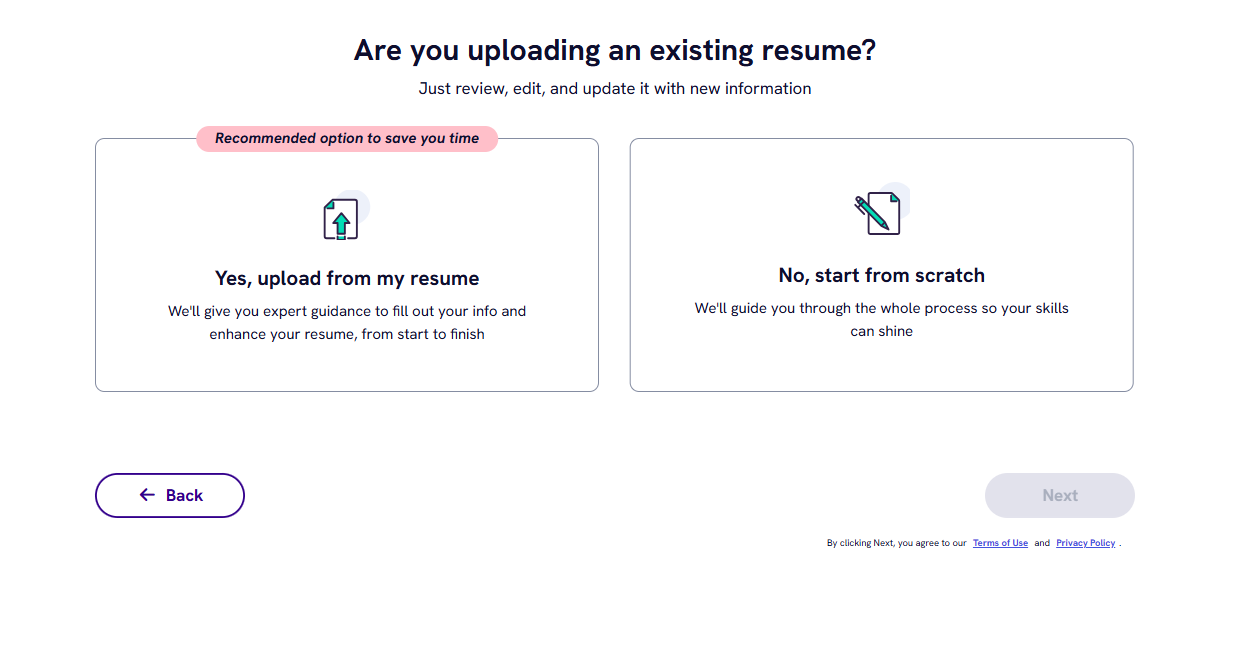 Are you uploading an existing resume?
Just review, edit, and update it with new information
Recommended option to save you time
Yes, upload from my resume
We'll give you expert guidance to fill out your info and
enhance your resume, from start to finish
No, start from scratch
We'll guide you through the whole process so your skills
can shine
Back
Next
By clicking Next, you agree to our Terms of Use and Privacy Policy .